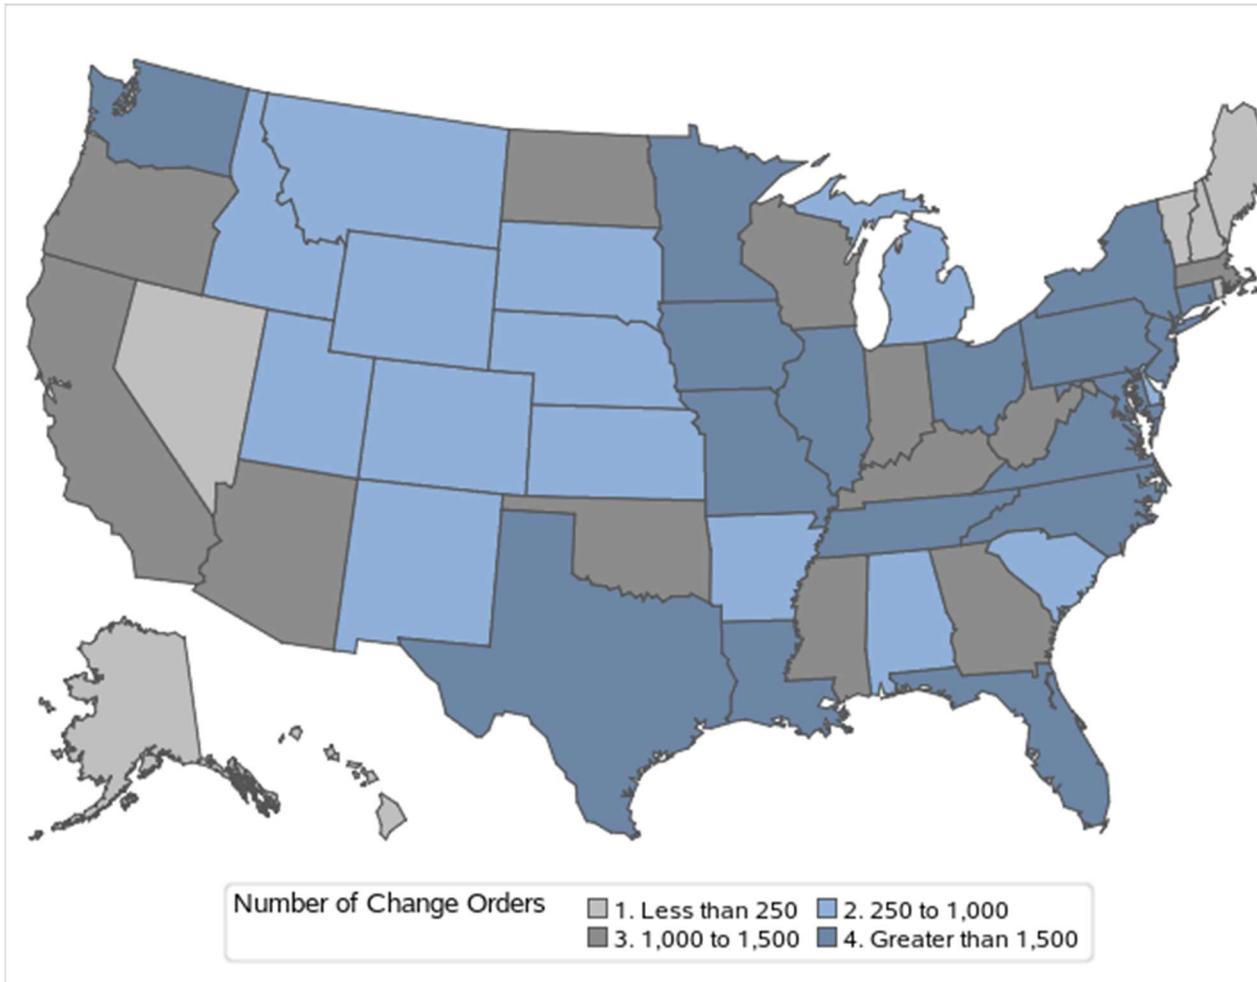 Number of Change Orders
1. Less than 250
2. 250 to 1,000
3. 1,000 to 1,500
4. Greater than 1,500